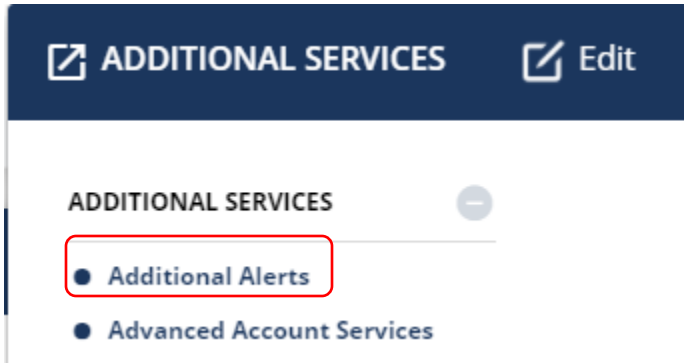 ADDITIONAL SERVICES Edit
ADDITIONAL SERVICES
Additional Alerts
Advanced Account Services